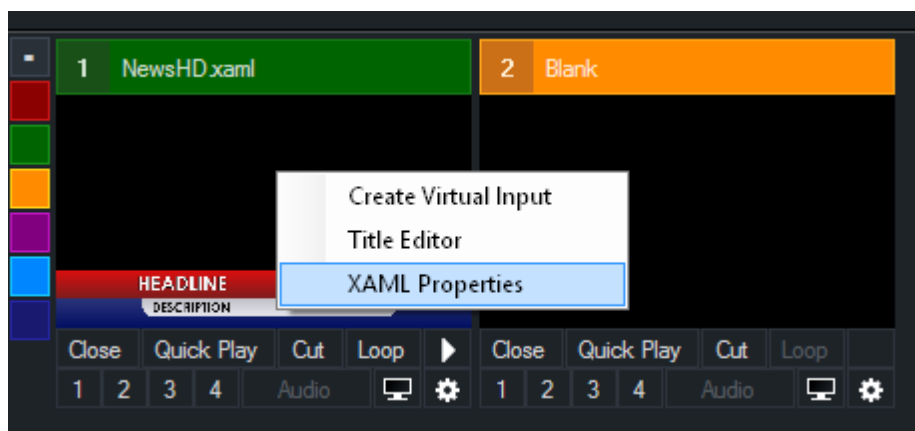 - 1 NewsHD.xaml 2 Blank
Create Virtual Input
Title Editor
XAML Properties
HEADLINE
DESCRIPTION
Close Quick Play Cut Loop Close Quick Play Cut Loop
1 2 3 4 Audio 1 2 3 4 Audio